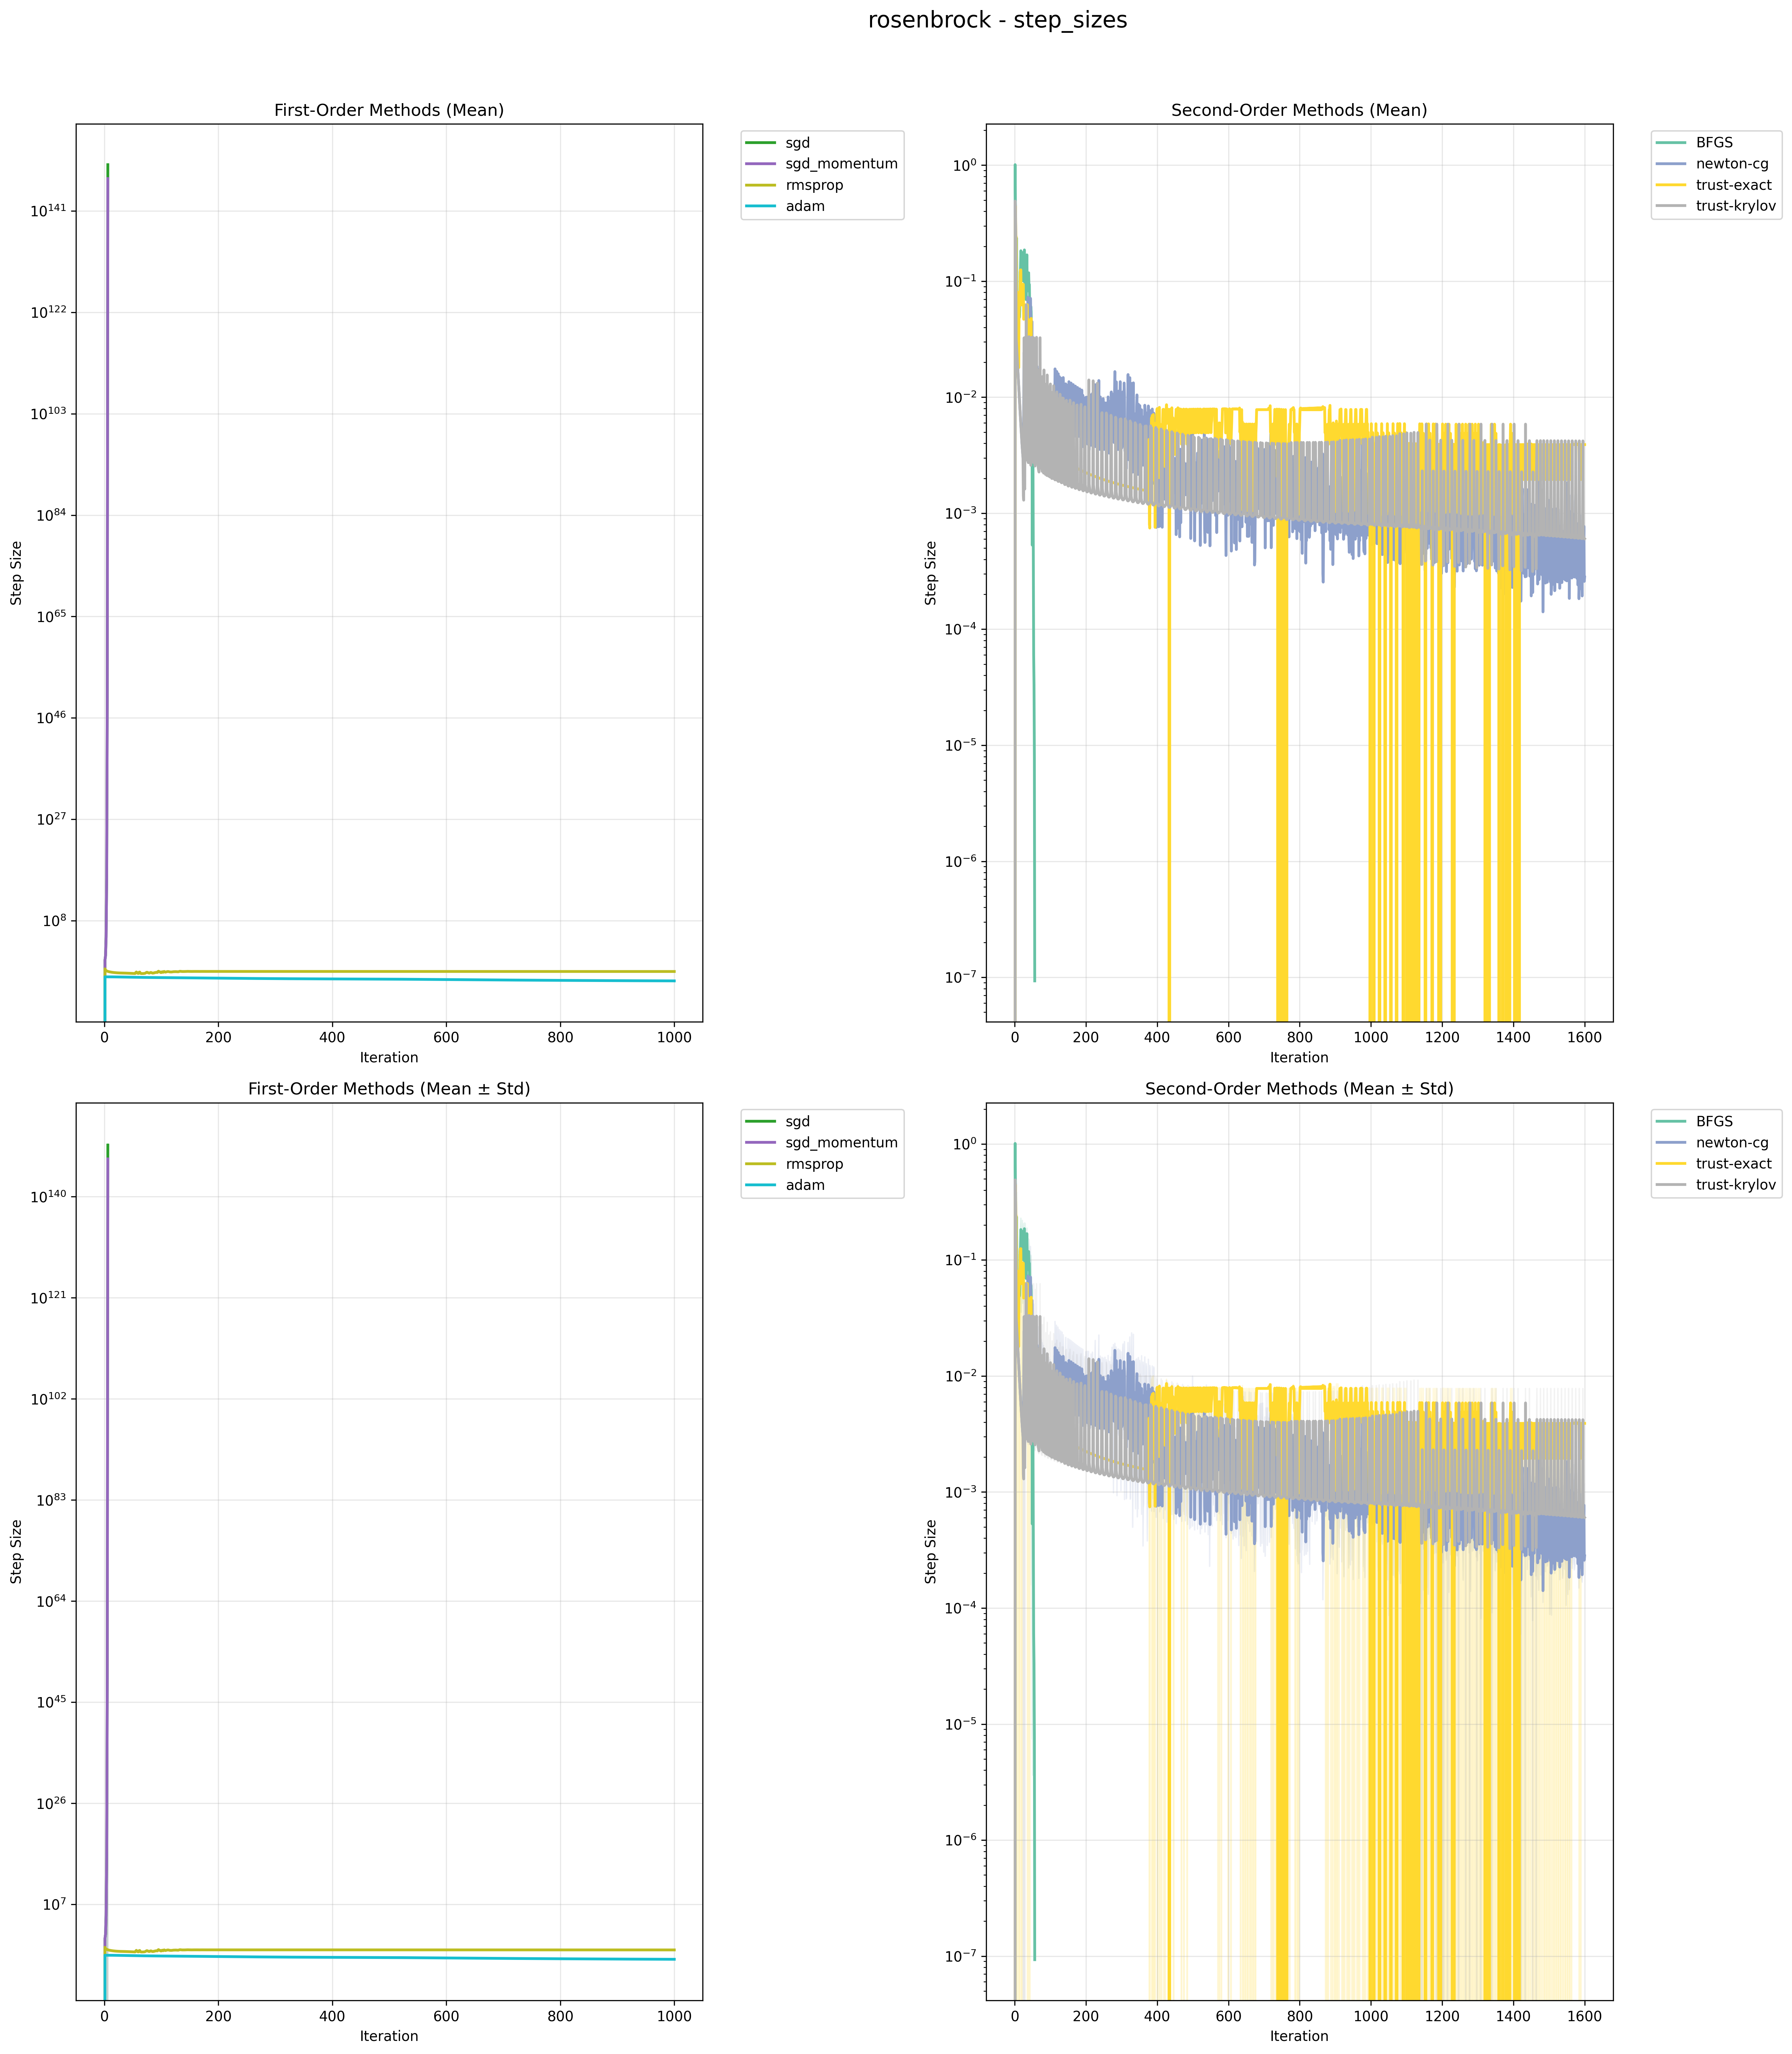 rosenbrock - step_sizes
First-Order Methods (Mean)
sgd
sgd_momentum
rmsprop
adam
Step Size
10^141
10^122
10^103
10^84
10^65
10^46
10^27
10^8
0 200 400 600 800 1000
Iteration
Second-Order Methods (Mean)
BFGS
newton-cg
trust-exact
trust-krylov
Step Size
10^0
10^−1
10^−2
10^−3
10^−4
10^−5
10^−6
10^−7
0 200 400 600 800 1000 1200 1400 1600
Iteration
First-Order Methods (Mean ± Std)
sgd
sgd_momentum
rmsprop
adam
Step Size
10^140
10^121
10^102
10^83
10^64
10^45
10^26
10^7
0 200 400 600 800 1000
Iteration
Second-Order Methods (Mean ± Std)
BFGS
newton-cg
trust-exact
trust-krylov
Step Size
10^0
10^−1
10^−2
10^−3
10^−4
10^−5
10^−6
10^−7
0 200 400 600 800 1000 1200 1400 1600
Iteration